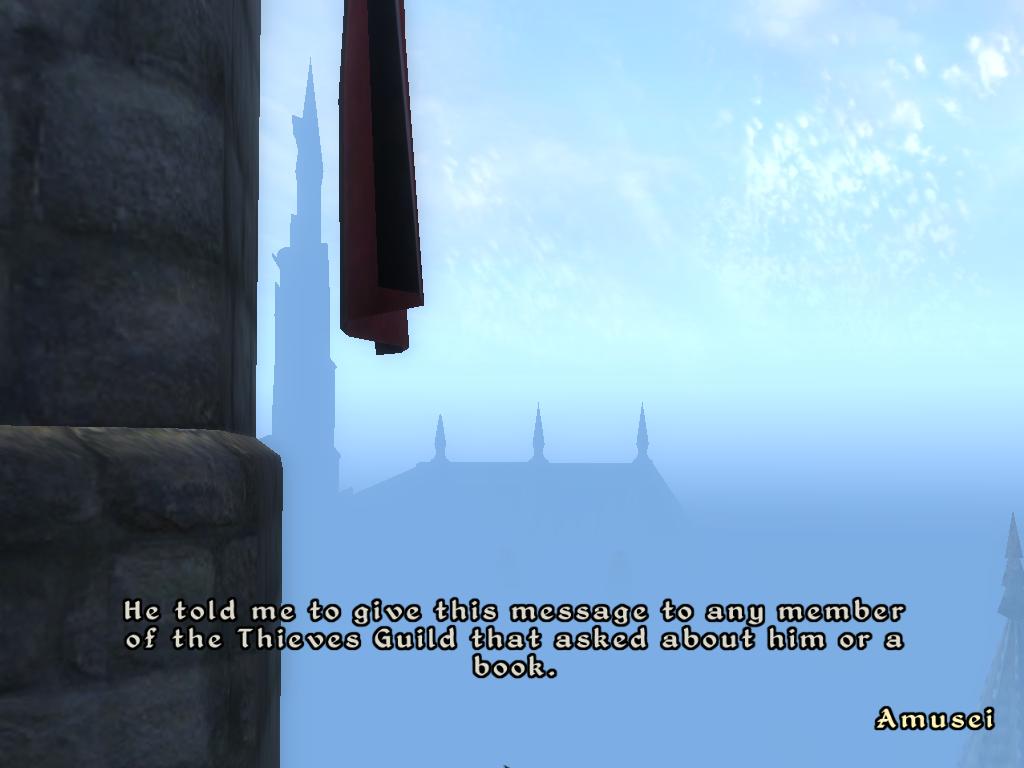 He told me to give this message to any member
of the Thieves Guild that asked about him or a
book.
Amusei